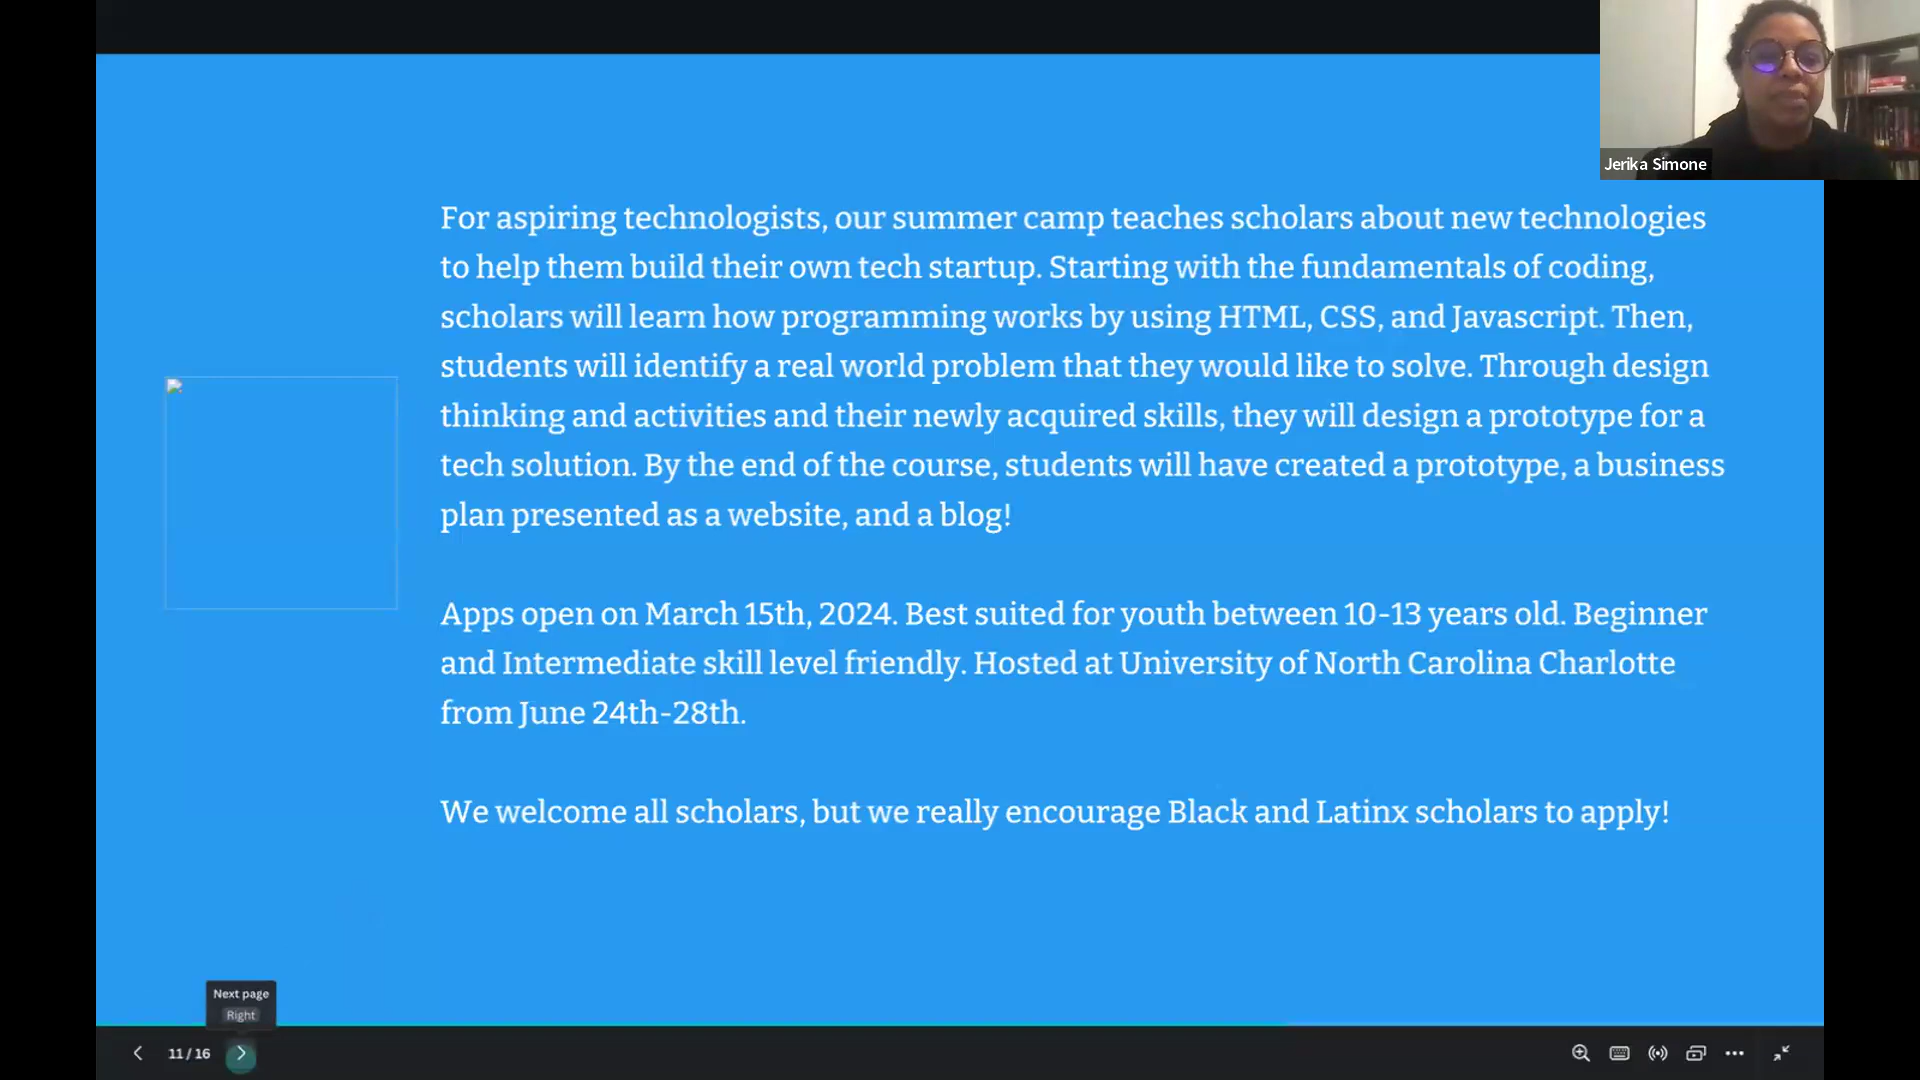 Jerika Simone
For aspiring technologists, our summer camp teaches scholars about new technologies
to help them build their own tech startup. Starting with the fundamentals of coding,
scholars will learn how programming works by using HTML, CSS, and Javascript. Then,
students will identify a real world problem that they would like to solve. Through design
thinking and activities and their newly acquired skills, they will design a prototype for a
tech solution. By the end of the course, students will have created a prototype, a business
plan presented as a website, and a blog!
Apps open on March 15th, 2024. Best suited for youth between 10-13 years old. Beginner
and Intermediate skill level friendly. Hosted at University of North Carolina Charlotte
from June 24th-28th.
We welcome all scholars, but we really encourage Black and Latinx scholars to apply!
Next page
Right
11 / 16